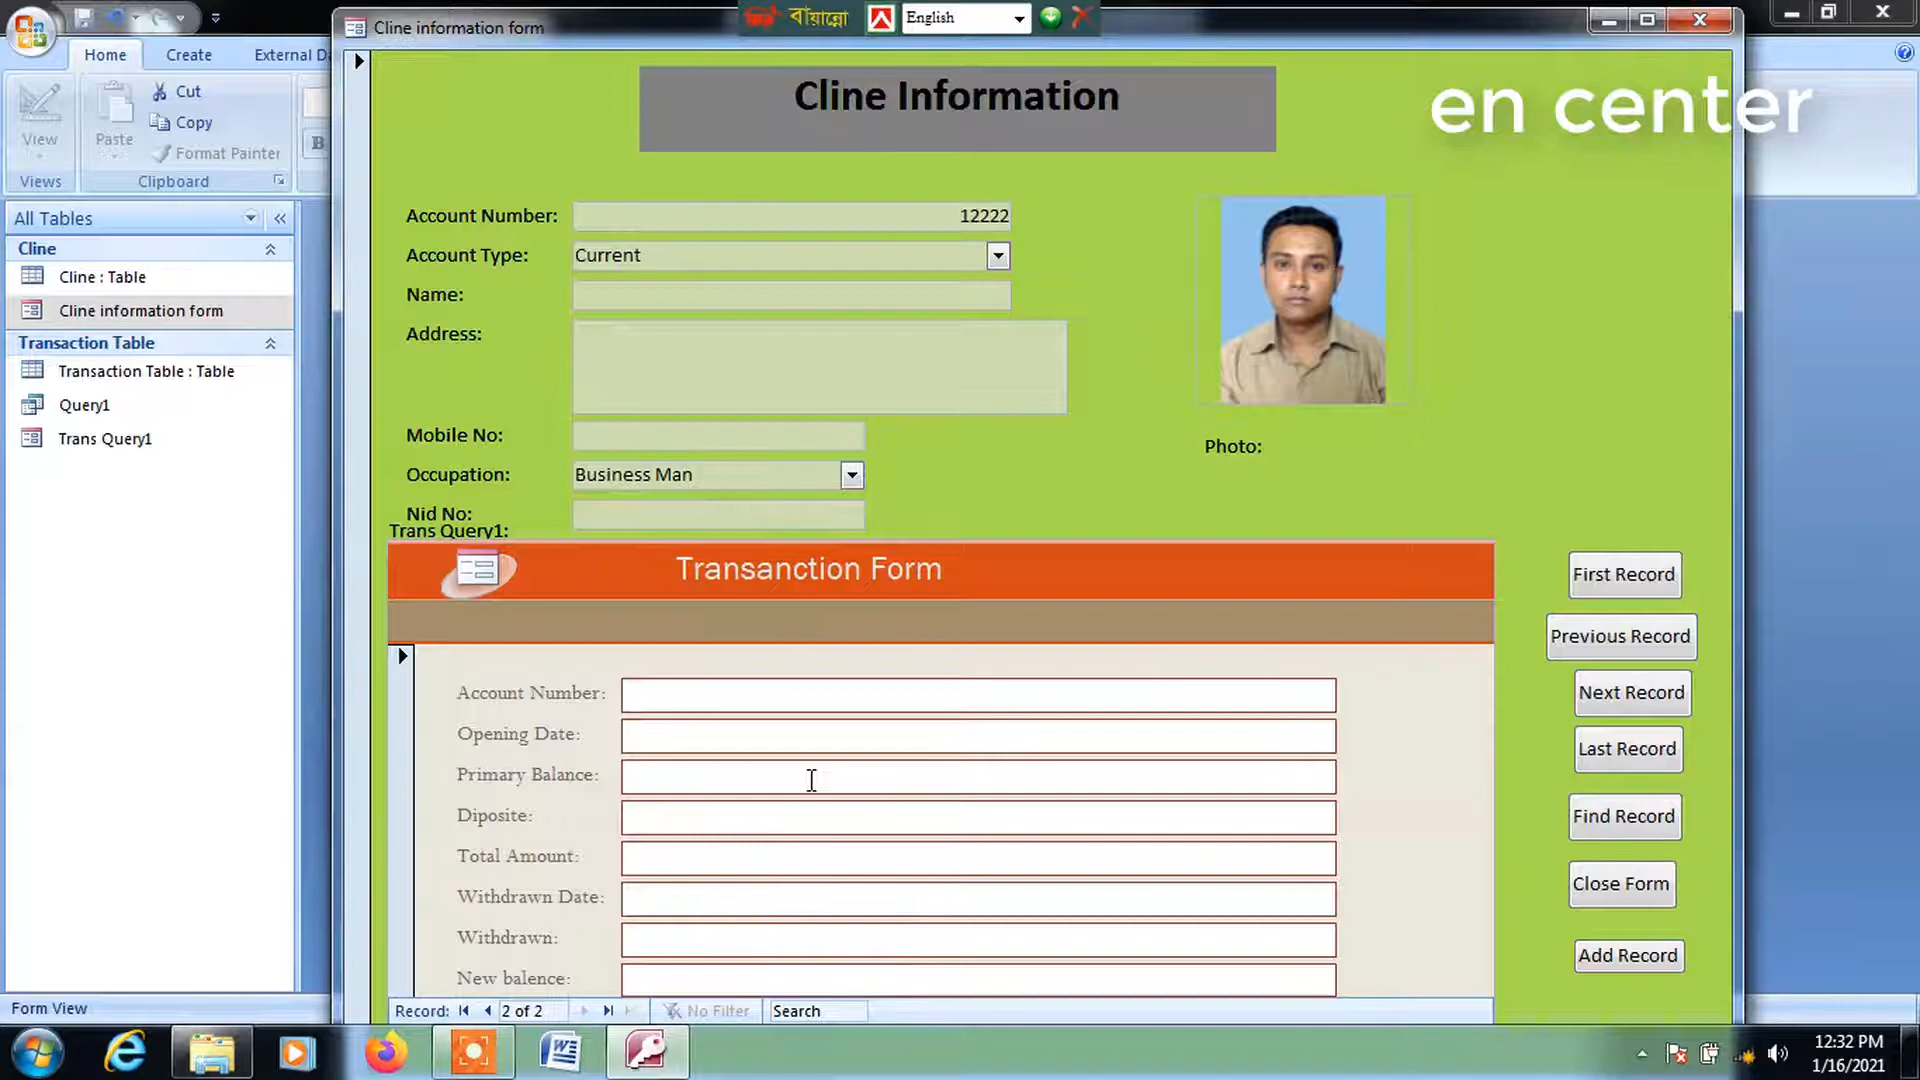 Cline information form
বায়ান্নো
English
Home
Create
External Da
View
Paste
Cut
Copy
Format Painter
B
Views
Clipboard
Cline Information
en center
All Tables
Cline
Cline : Table
Cline information form
Transaction Table
Transaction Table : Table
Query1
Trans Query1
Account Number:
12222
Account Type:
Current
Name:
Address:
Mobile No:
Occupation:
Business Man
Nid No:
Photo:
Trans Query1:
Transanction Form
Account Number:
Opening Date:
Primary Balance:
Diposite:
Total Amount:
Withdrawn Date:
Withdrawn:
New balence:
First Record
Previous Record
Next Record
Last Record
Find Record
Close Form
Add Record
Record:
2 of 2
No Filter
Search
Form View
12:32 PM
1/16/2021